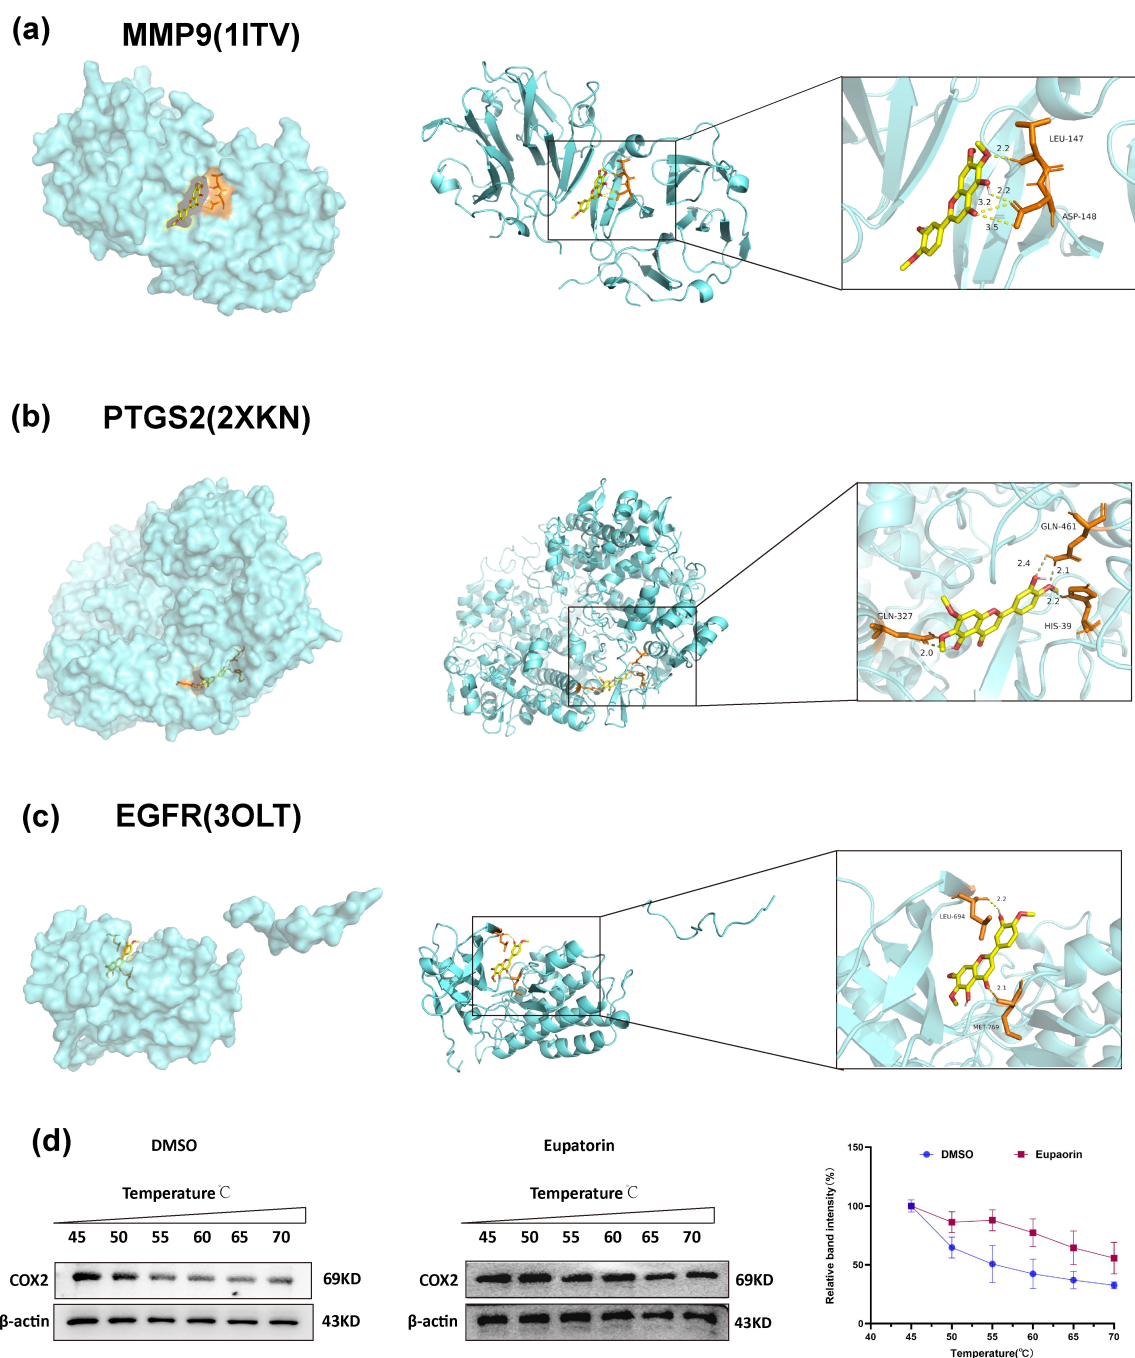 (a) MMP9(1ITV)
LEU-147
2.2
2.2
3.2
ASP-148
3.5
(b) PTGS2(2XKN)
GLN-461
2.4
2.1
GLN-327
2.2
HIS-39
2.0
(c) EGFR(3OLT)
2.2
LEU-694
2.1
MET-769
(d) DMSO
Temperature℃
45 50 55 60 65 70
COX2 69KD
β-actin 43KD
Eupatorin
Temperature℃
45 50 55 60 65 70
COX2 69KD
β-actin 43KD
DMSO Eupaorin
Relative band intensity(%)
150
100
50
0
40 45 50 55 60 65 70
Temperature(℃)